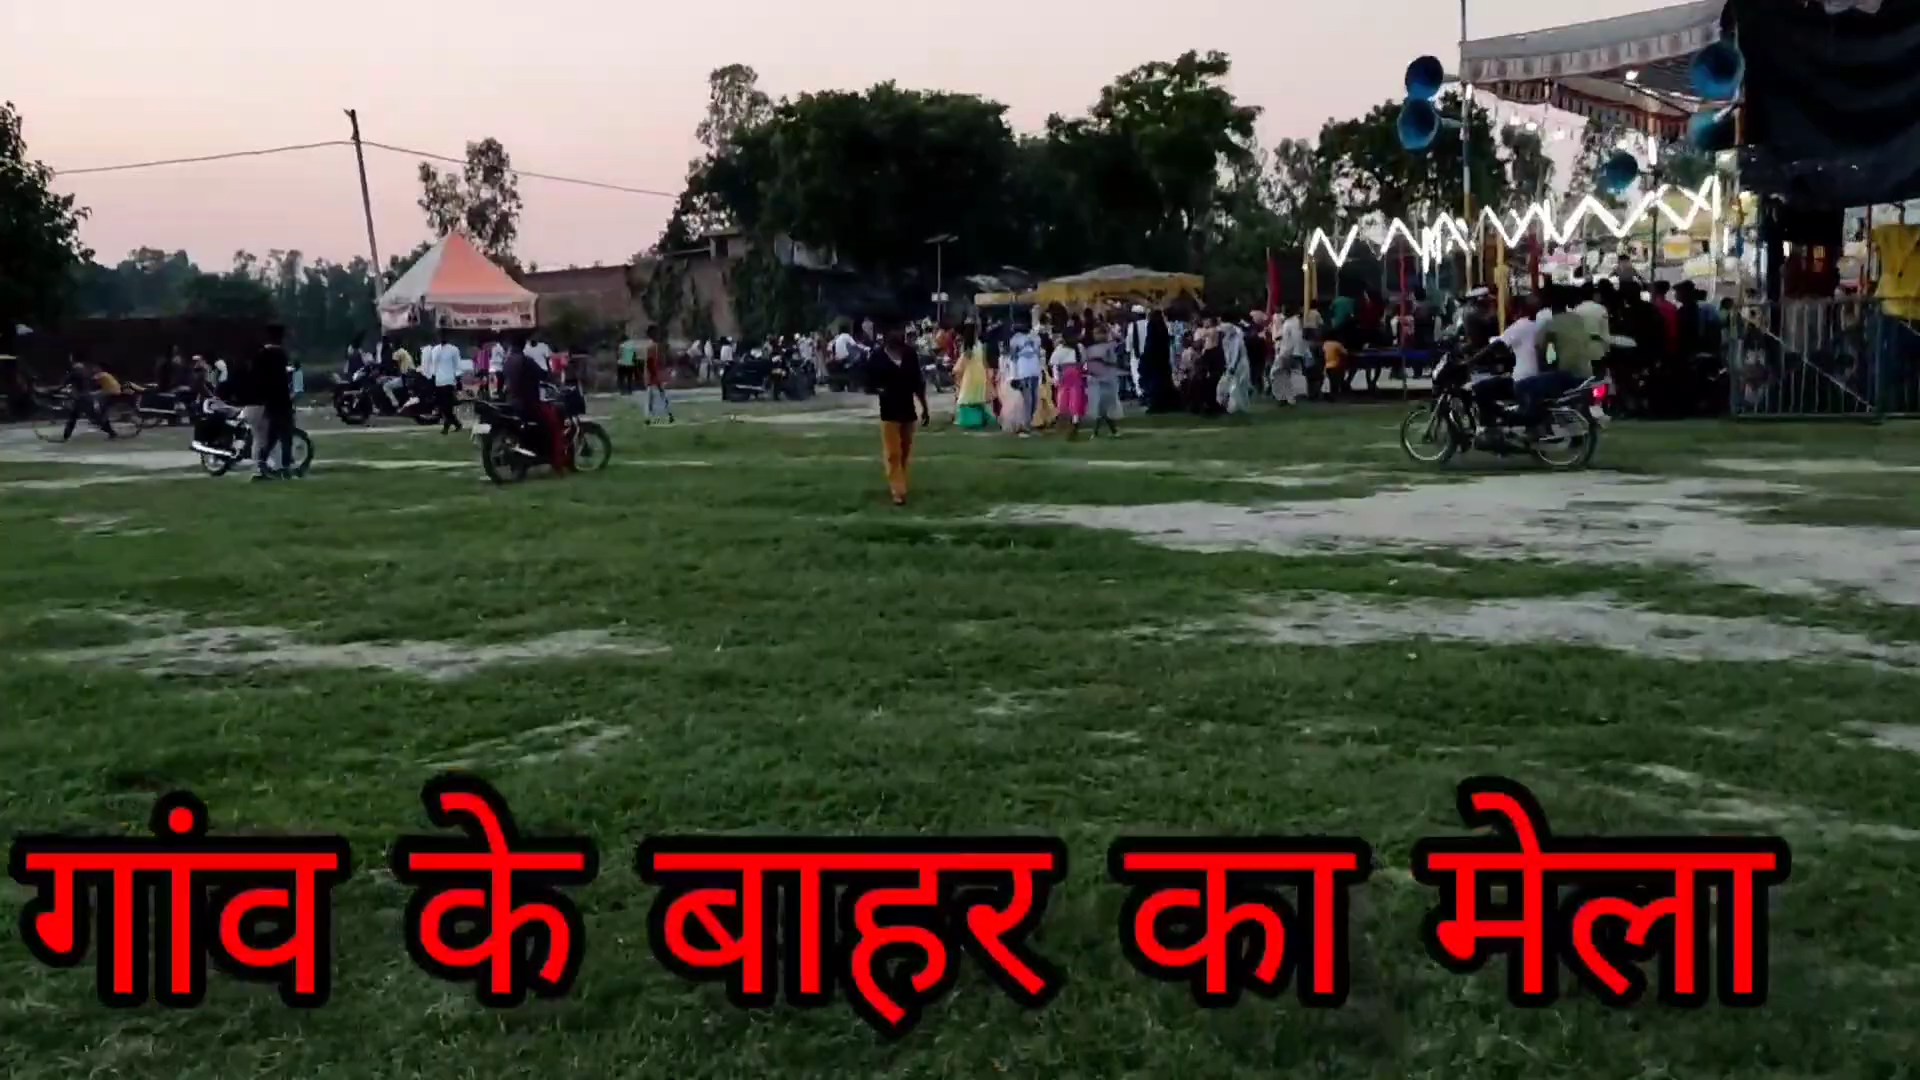 गांव के बाहर का मेला